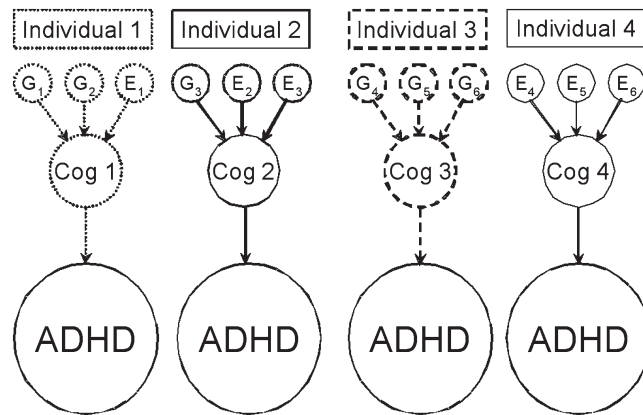 Individual 1 Individual 2 Individual 3 Individual 4
G1 G2 E1 G3 E2 E3 G4 G5 G6 E4 E5 E6
Cog 1 Cog 2 Cog 3 Cog 4
ADHD ADHD ADHD ADHD